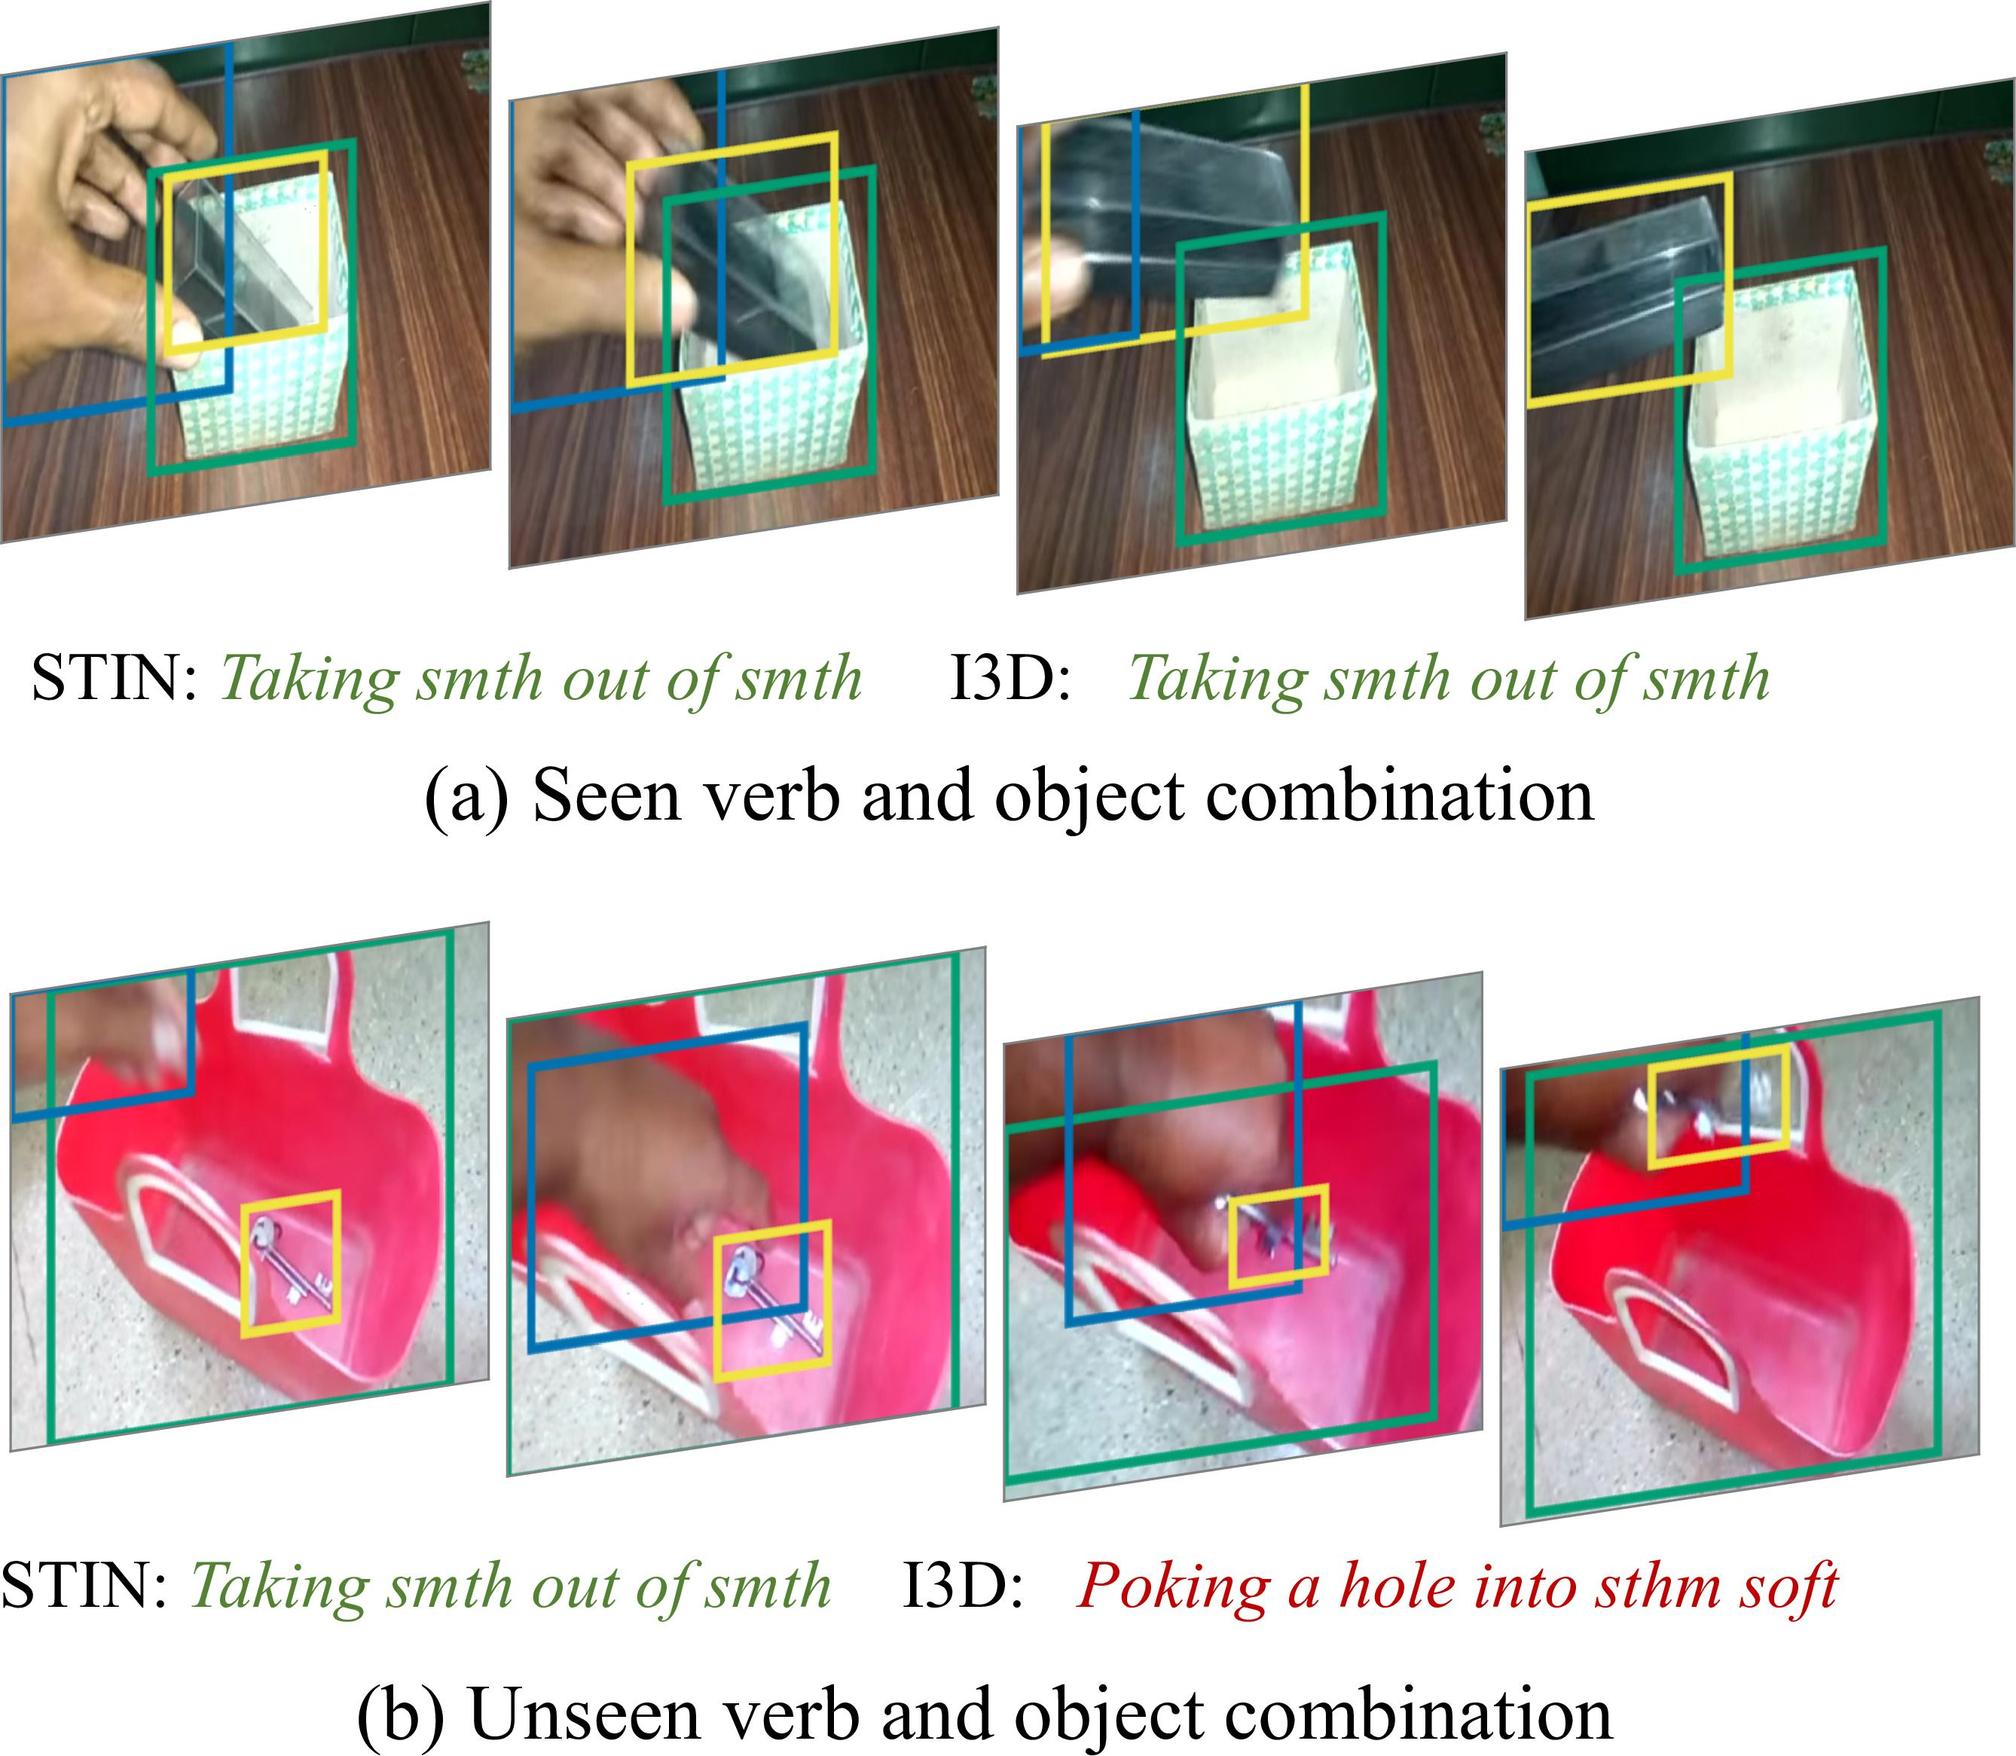 STIN: Taking smth out of smth I3D: Taking smth out of smth
(a) Seen verb and object combination
STIN: Taking smth out of smth I3D: Poking a hole into sthm soft
(b) Unseen verb and object combination